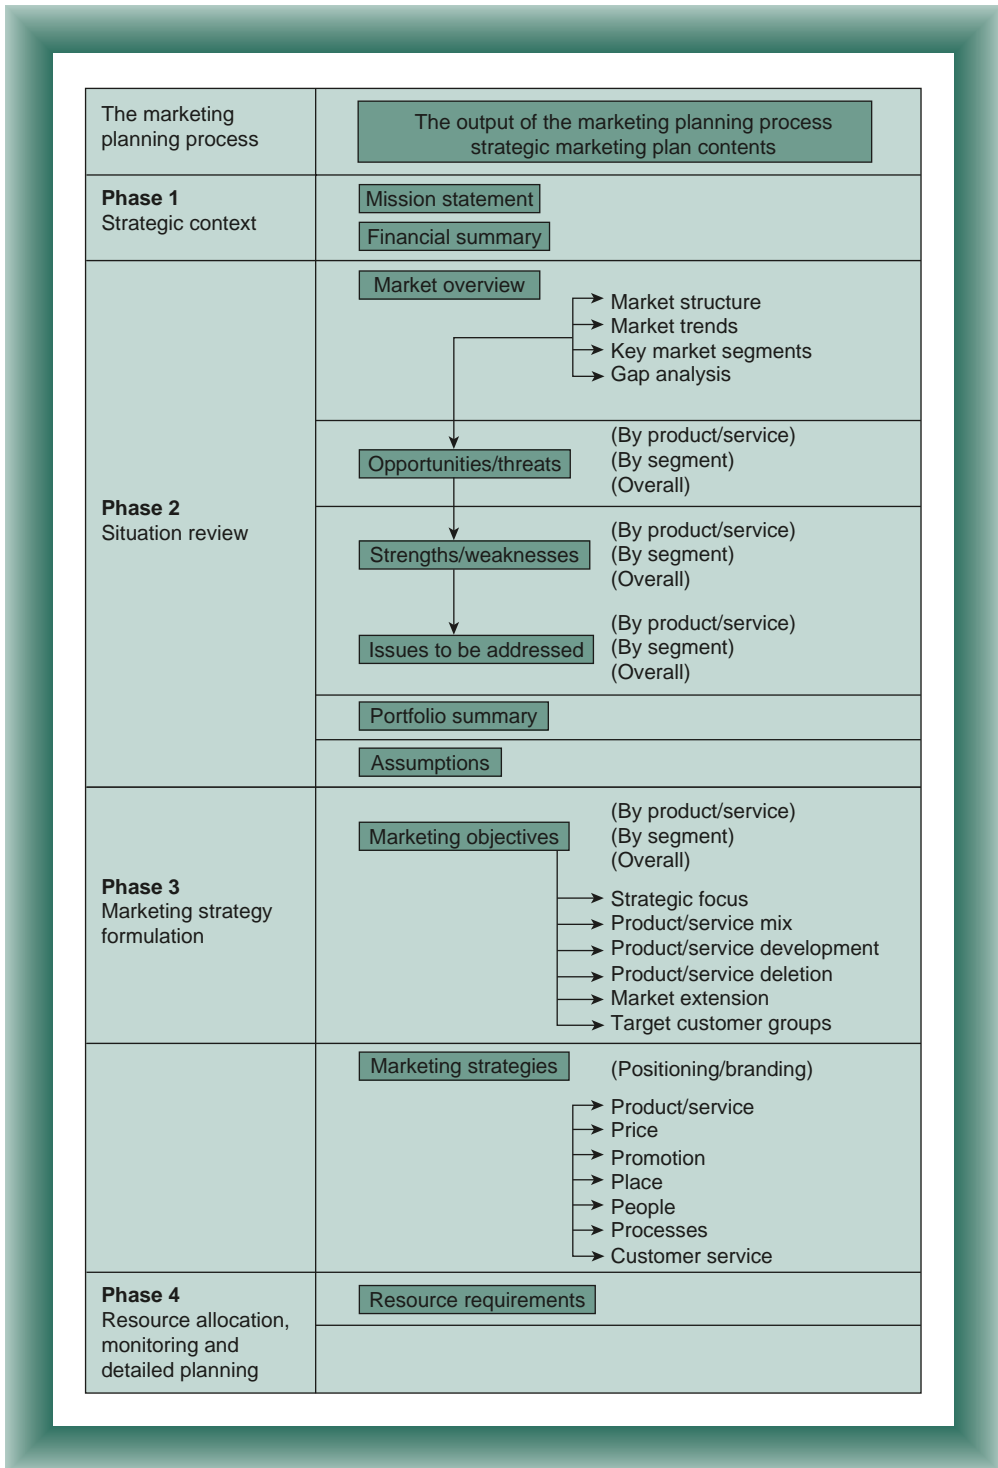 The marketing
planning process
The output of the marketing planning process
strategic marketing plan contents
Phase 1
Strategic context
Mission statement
Financial summary
Phase 2
Situation review
Market overview
Market structure
Market trends
Key market segments
Gap analysis
Opportunities/threats
(By product/service)
(By segment)
(Overall)
Strengths/weaknesses
(By product/service)
(By segment)
(Overall)
Issues to be addressed
(By product/service)
(By segment)
(Overall)
Portfolio summary
Assumptions
Phase 3
Marketing strategy
formulation
Marketing objectives
(By product/service)
(By segment)
(Overall)
Strategic focus
Product/service mix
Product/service development
Product/service deletion
Market extension
Target customer groups
Marketing strategies
(Positioning/branding)
Product/service
Price
Promotion
Place
People
Processes
Customer service
Phase 4
Resource allocation,
monitoring and
detailed planning
Resource requirements